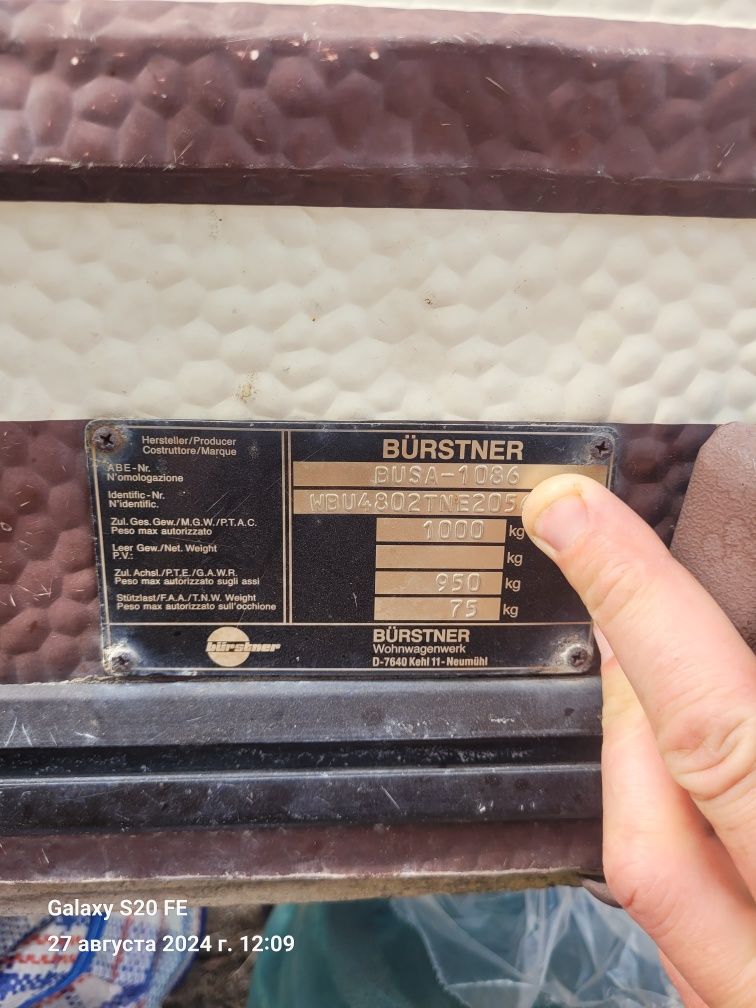 Hersteller/Producer
Costruttore/Marque
BÜRSTNER
ABE-Nr.
N'omologazione
BUSA-1086
Identific-Nr.
N'identific.
WBU4802TNE205
Zul. Ges. Gew./M.G.W./P.T.A.C.
Peso max autorizzato
1000 kg
Leer Gew./Net. Weight
P.V.:
kg
Zul. Achsl./P.T.E./G.A.W.R.
Peso max autorizzato sugli assi
950 kg
Stützlast/F.A.A./T.N.W. Weight
Peso max autorizzato sull'occhione
75 kg
bürstner
BÜRSTNER
Wohnwagenwerk
D-7640 Kehl 11-Neumühl
Galaxy S20 FE
27 августа 2024 г. 12:09